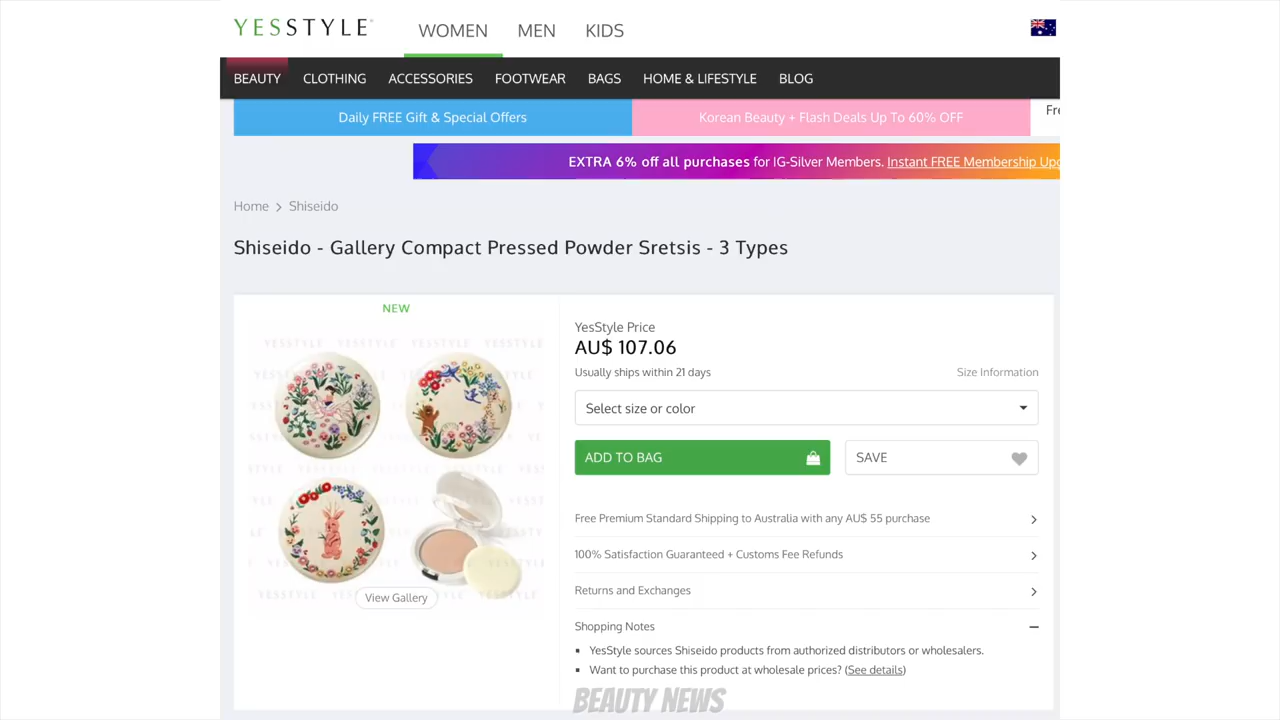 YESSTYLE
WOMEN MEN KIDS
BEAUTY CLOTHING ACCESSORIES FOOTWEAR BAGS HOME & LIFESTYLE BLOG
Daily FREE Gift & Special Offers
Korean Beauty + Flash Deals Up To 60% OFF
EXTRA 6% off all purchases for IG-Silver Members. Instant FREE Membership
Home > Shiseido
Shiseido - Gallery Compact Pressed Powder Sretsis - 3 Types
NEW
YESSTYLE YESSTYLE YESSTYLE
View Gallery
YesStyle Price
AU$ 107.06
Usually ships within 21 days
Size Information
Select size or color
ADD TO BAG
SAVE
Free Premium Standard Shipping to Australia with any AU$ 55 purchase
100% Satisfaction Guaranteed + Customs Fee Refunds
Returns and Exchanges
Shopping Notes
YesStyle sources Shiseido products from authorized distributors or wholesalers.
Want to purchase this product at wholesale prices? (See details)
BEAUTY NEWS